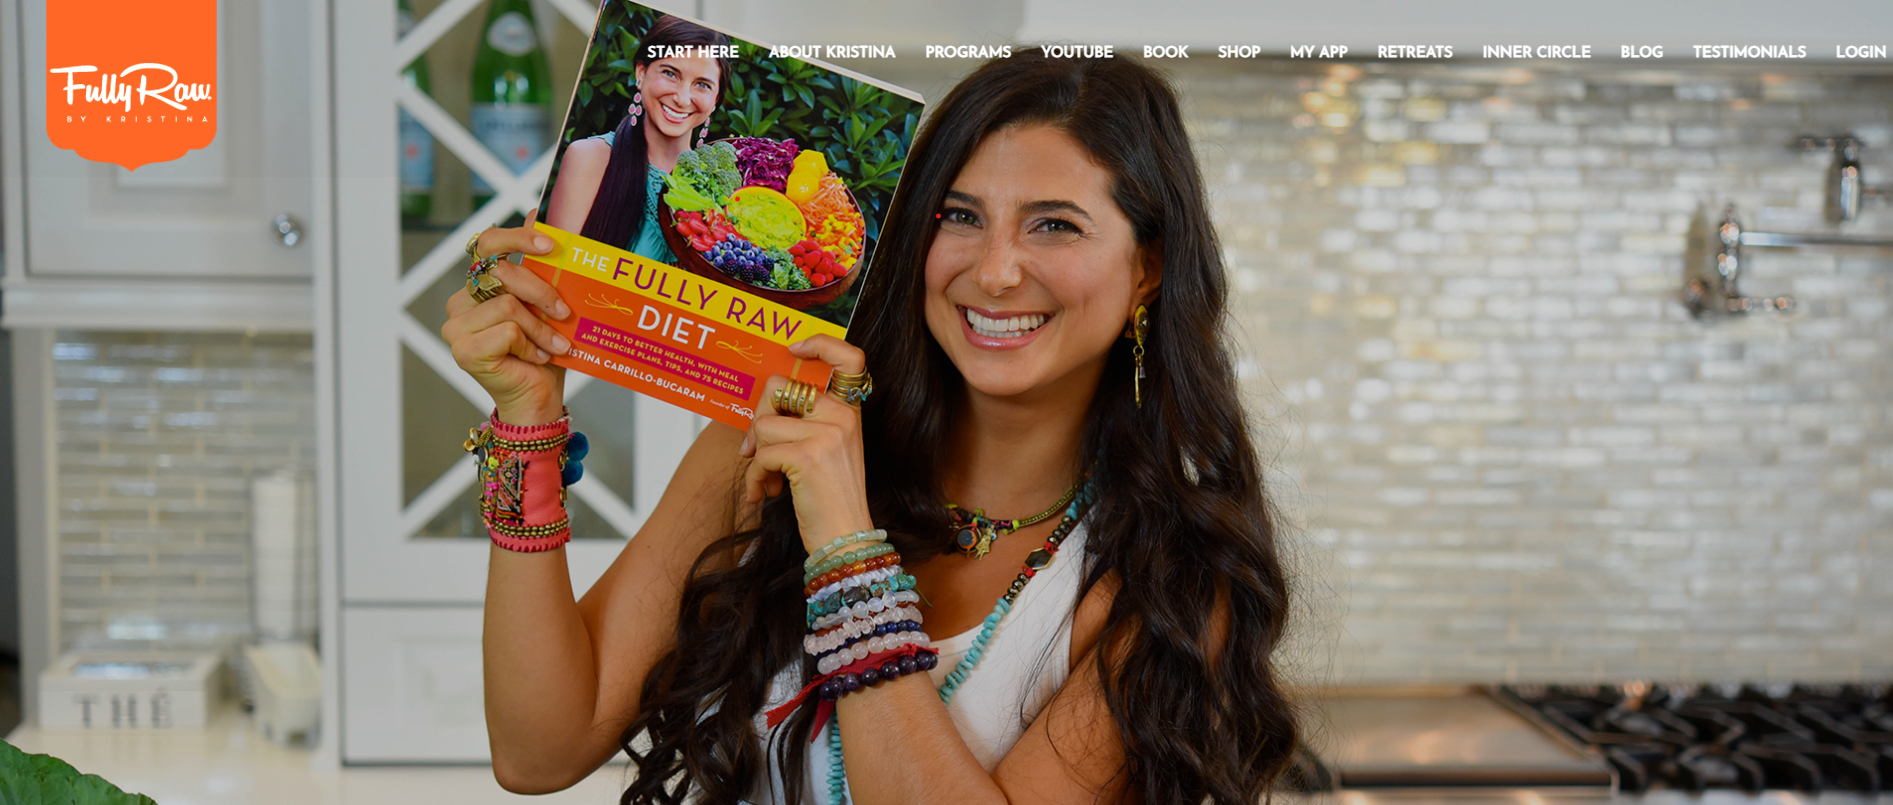 START HERE ABOUT KRISTINA PROGRAMS YOUTUBE BOOK SHOP MY APP RETREATS INNER CIRCLE BLOG TESTIMONIALS LOGIN
FullyRaw
BY KRISTINA
THE FULLY RAW
DIET
21 DAYS TO BETTER HEALTH, WITH MEAL
AND EXERCISE PLANS, TIPS, AND 75 RECIPES
ISTINA CARRILLO-BUCARAM
THÉ